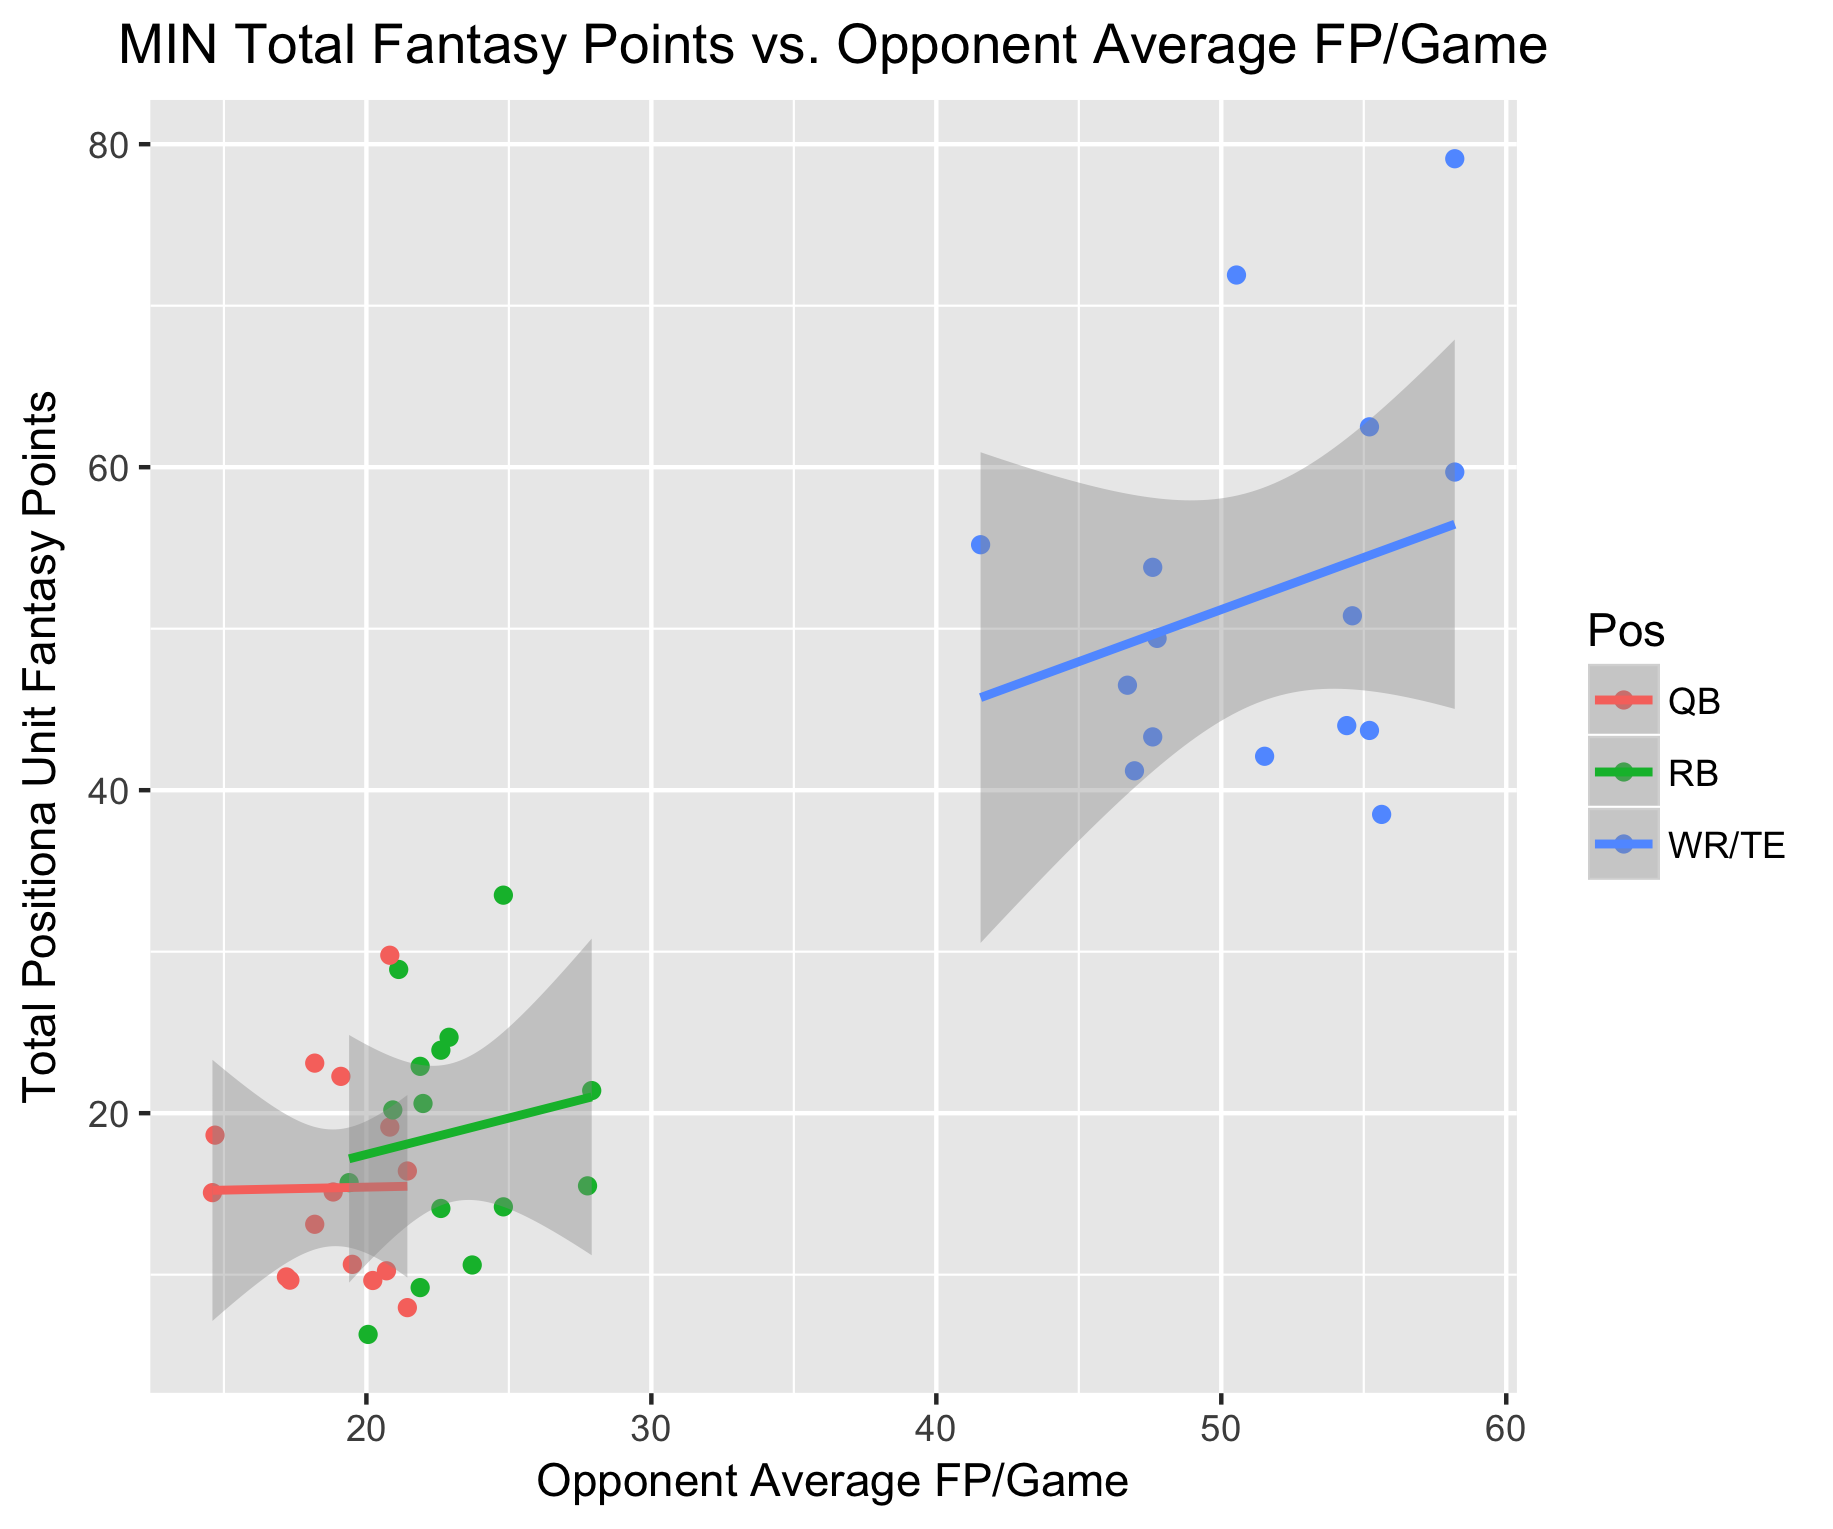 MIN Total Fantasy Points vs. Opponent Average FP/Game
Total Positiona Unit Fantasy Points
80
60
40
20
20
30
40
50
60
Opponent Average FP/Game
Pos
QB
RB
WR/TE